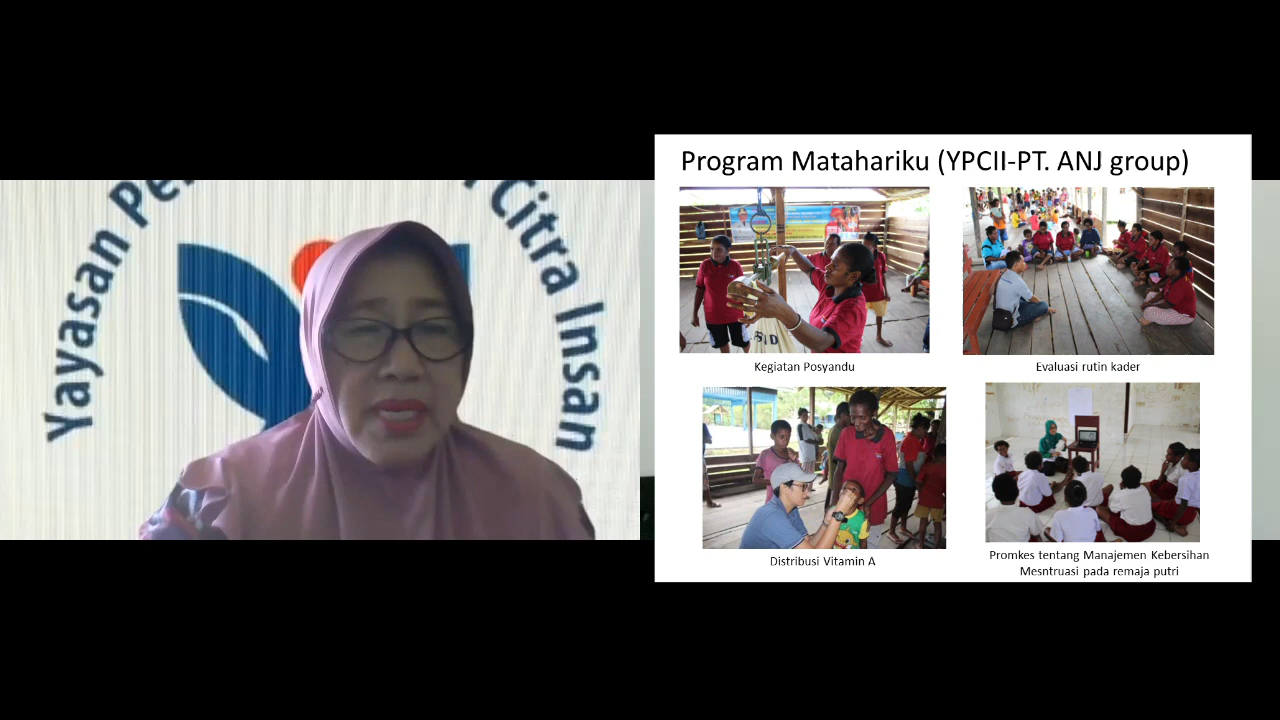 Yayasan
Citra Insan
Program Matahariku (YPCII-PT. ANJ group)
Kegiatan Posyandu
Evaluasi rutin kader
Distribusi Vitamin A
Promkes tentang Manajemen Kebersihan
Mesntruasi pada remaja putri